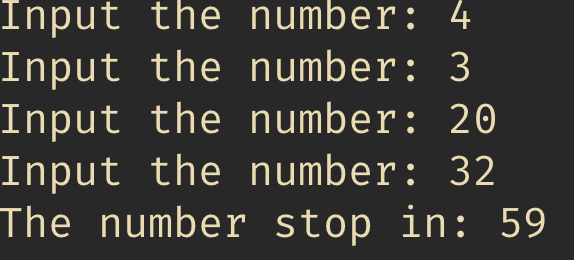 Input the number: 4
Input the number: 3
Input the number: 20
Input the number: 32
The number stop in: 59